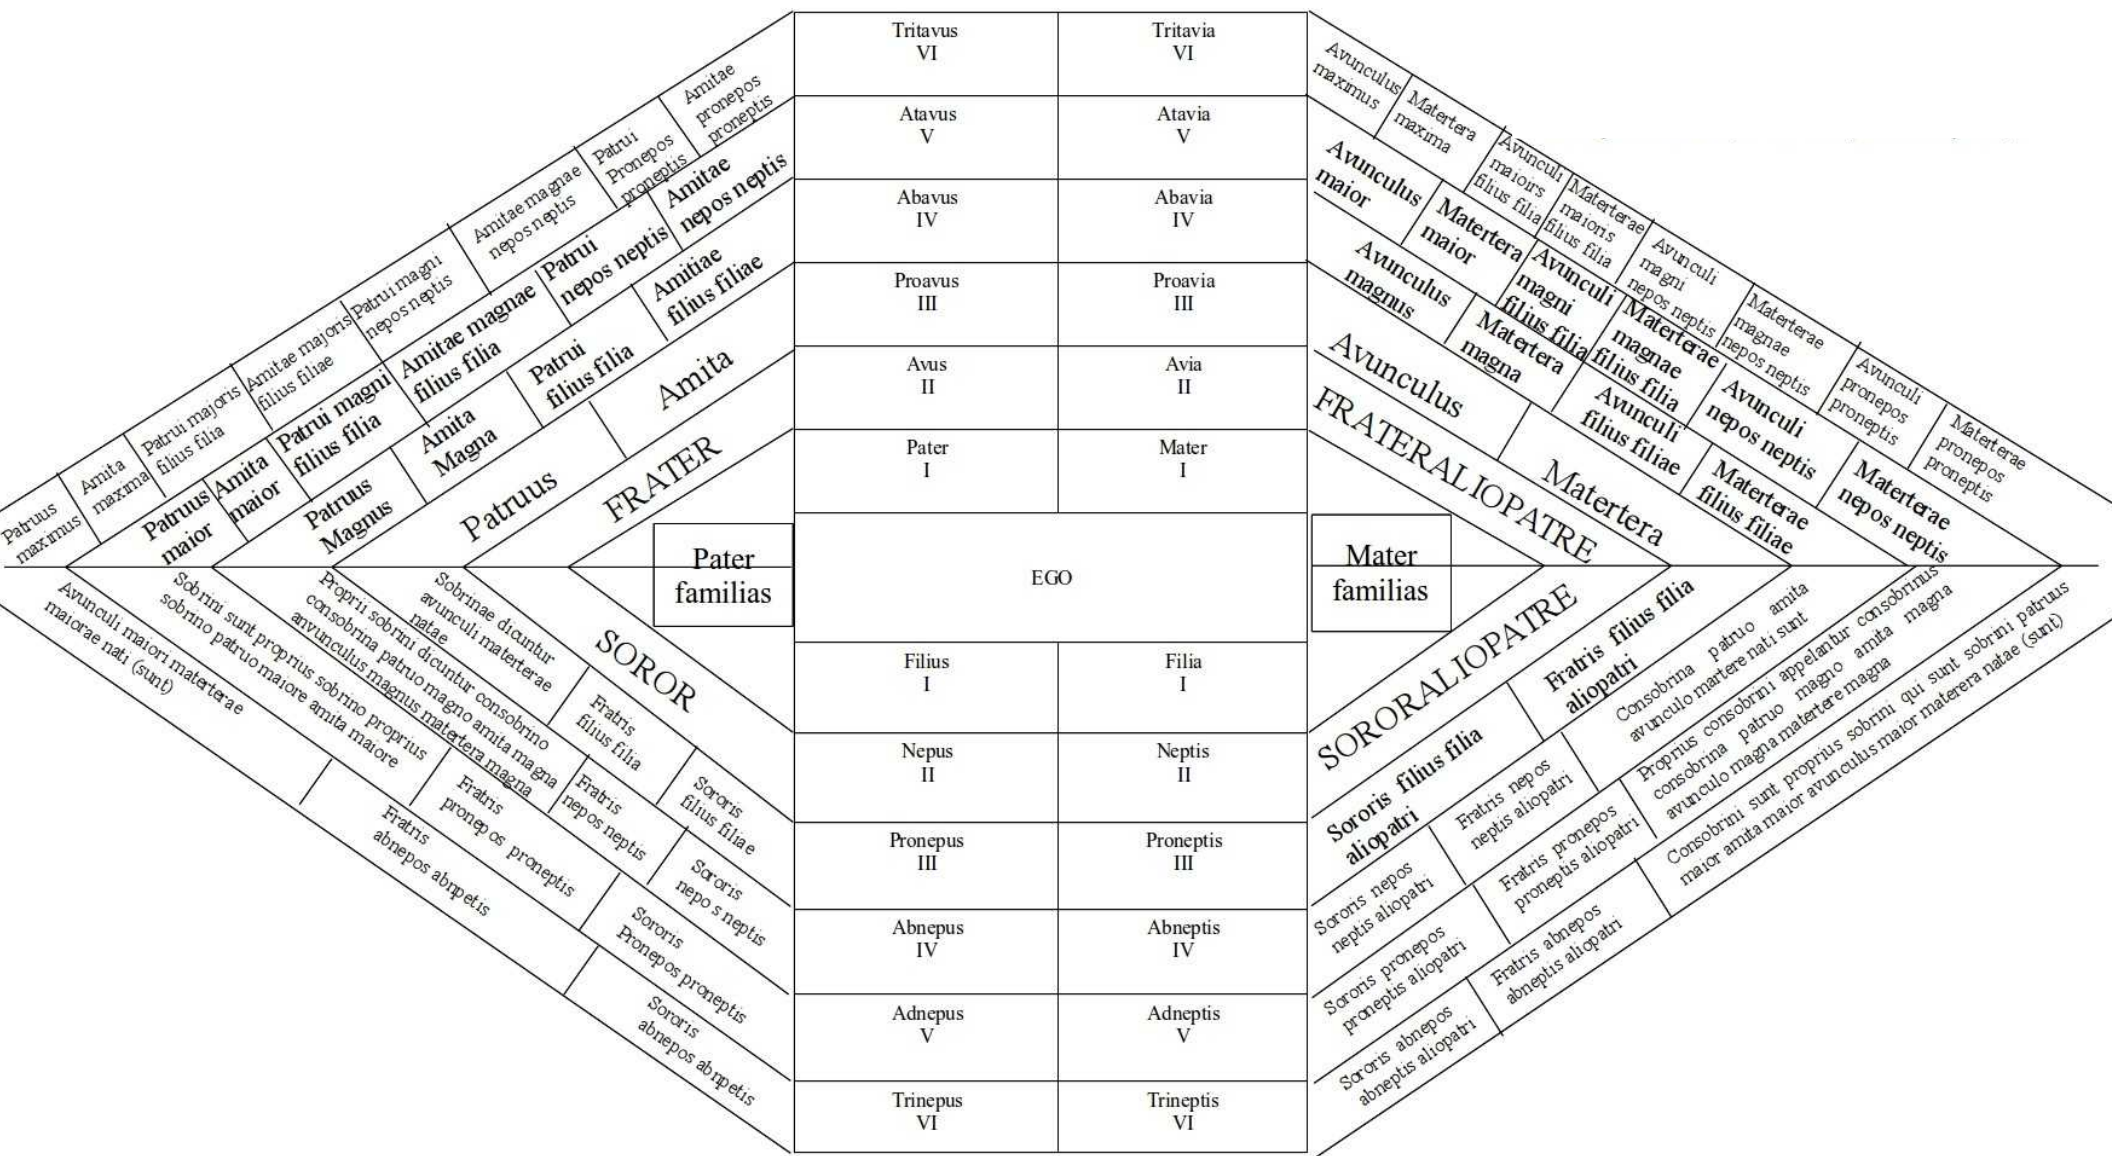 Tritavus
VI
Tritavia
VI
Atavus
V
Atavia
V
Abavus
IV
Abavia
IV
Proavus
III
Proavia
III
Avus
II
Avia
II
Pater
I
Mater
I
EGO
Filius
I
Filia
I
Nepus
II
Neptis
II
Pronepus
III
Proneptis
III
Abnepus
IV
Abneptis
IV
Adnepus
V
Adneptis
V
Trinepus
VI
Trineptis
VI
Pater
familias
Mater
familias
Patruus
maximus
Amita
maxima
Patrui majoris
filius filia
Amitae majoris
filius filiae
Patrui magni
nepos neptis
Amitae magnae
nepos neptis
Patrui
Pronepos
proneptis
Amitae
pronepos
proneptis
Patruus
maior
Amita
maior
Patrui magni
filius filia
Amitae magnae
filius filia
Patrui
nepos neptis
Amitae
nepos neptis
Patruus
Magnus
Amita
Magna
Patrui
filius filia
Amitiae
filius filiae
Patruus
Amita
FRATER
SOROR
Sobrinae dicuntur
avunculi materterae
natae
Fratris
filius filia
Sororis
filius filiae
Proprii sobrini dicuntur consobrino
consobrina patruo magno amita magna
anvunculus magnus matertera magna
Fratris
nepos neptis
Sororis
nepo s neptis
Sobrini sunt proprius sobrino proprius
sobrino patruo maiore amita maiore
Fratris
pronepos proneptis
Sororis
Pronepos proneptis
Avunculi maiori materterae
maiorae nati (sunt)
Fratris
abnepos abnpetis
Sororis
abnepos abnpetis
Avunculus
maximus
Matertera
maxima
Avunculi
maioirs
filius filia
Materterae
maioris
filius filia
Avunculi
magni
nepos neptis
Materterae
magnae
nepos neptis
Avunculi
pronepos
proneptis
Materterae
pronepos
proneptis
Avunculus
maior
Matertera
maior
Avunculi
magni
filius filia
Materterae
magnae
filius filia
Avunculi
nepos neptis
Materterae
nepos neptis
Avunculus
magnus
Matertera
magna
Avunculi
filius filiae
Materterae
filius filiae
Avunculus
Matertera
FRATERALIOPATRE
SORORALIOPATRE
Fratris filius filia
aliopatri
Sororis filius filia
aliopatri
Consobrina patruo amita
avunculo martere nati sunt
Fratris nepos
neptis aliopatri
Sororis nepos
neptis aliopatri
Proprius consobrini appelantur consobrinus
consobrina patruo magno amita magna
avunculo magna matertere magna
Fratris pronepos
proneptis aliopatri
Sororis pronepos
proneptis aliopatri
Consobrini sunt proprius sobrini qui sunt sobrini patruus
maior amita maior avunculus maior materera natae (sunt)
Fratris abnepos
abneptis aliopatri
Sororis abnepos
abneptis aliopatri